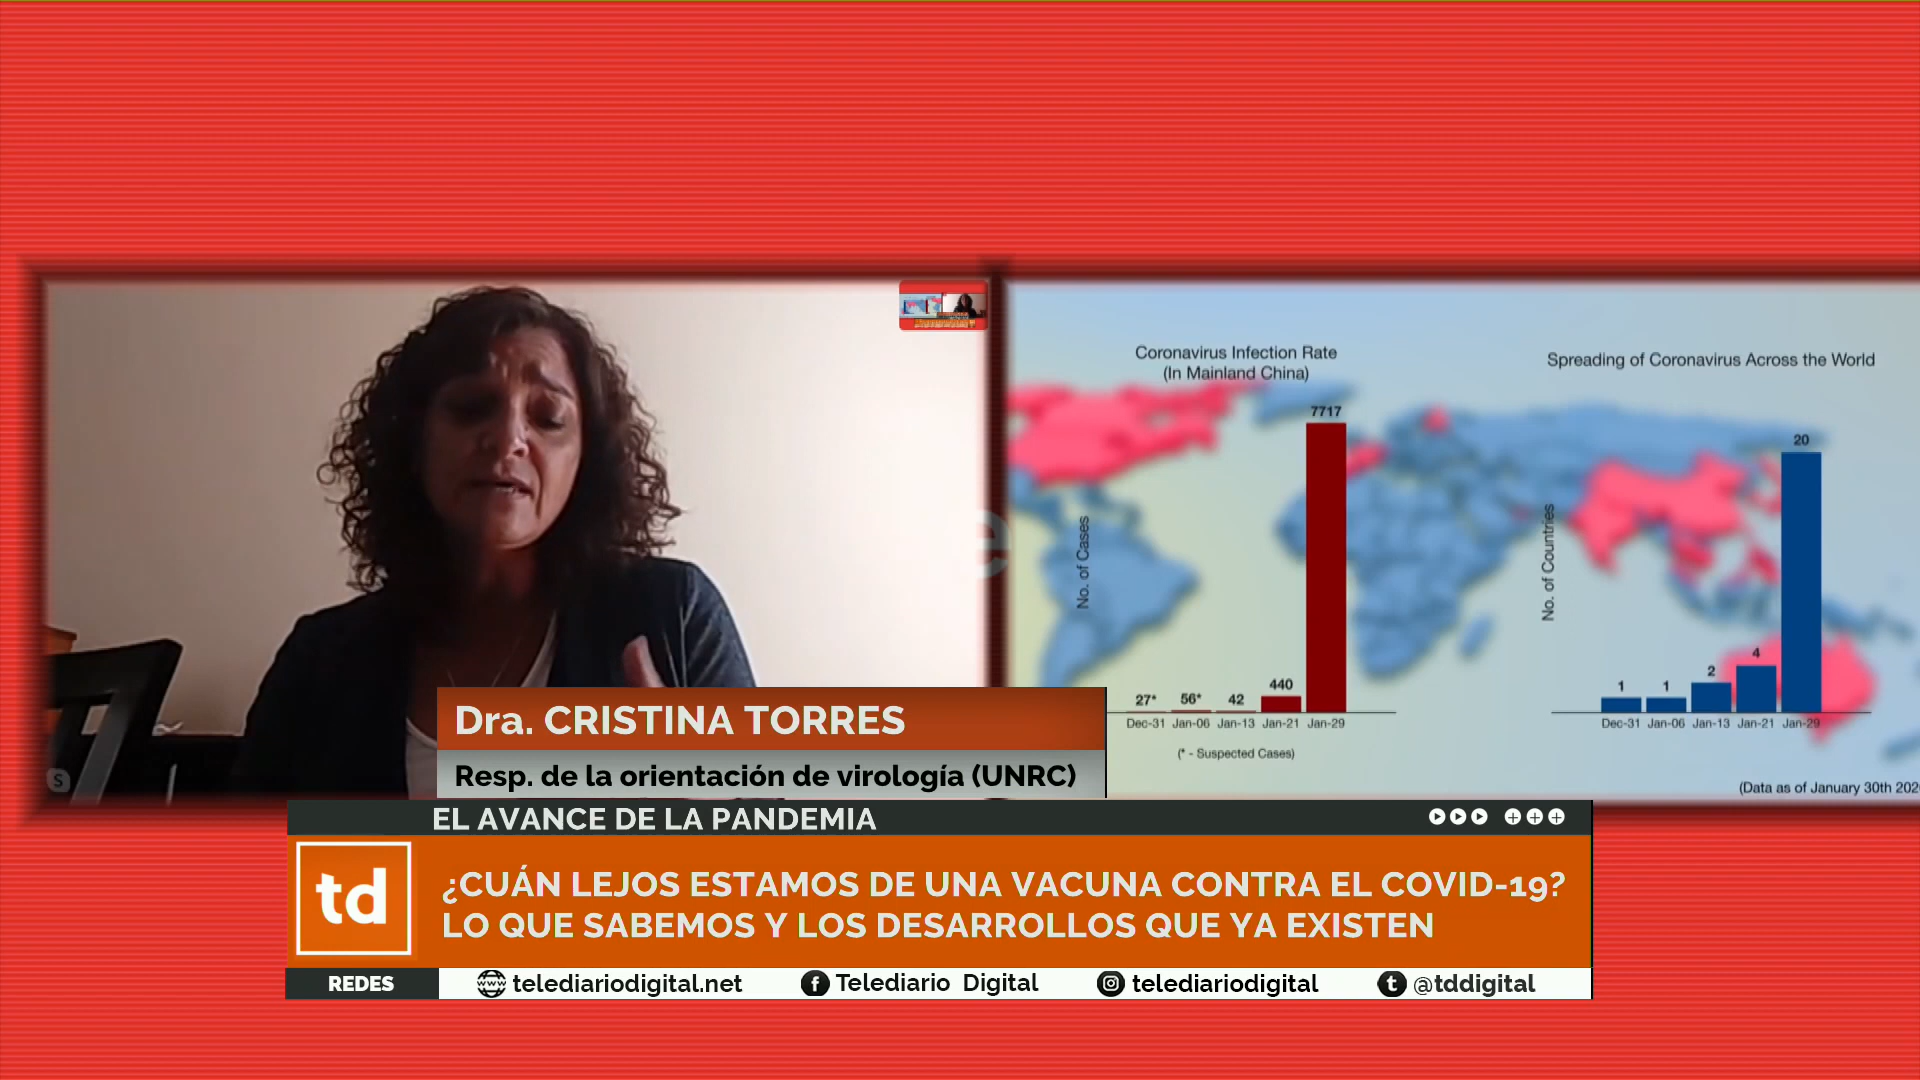 Coronavirus Infection Rate
(In Mainland China)
7717
No. of Cases
27*
56*
42
440
Dec-31 Jan-06 Jan-13 Jan-21 Jan-29
(* - Suspected Cases)
Spreading of Coronavirus Across the World
20
No. of Countries
1
1
2
4
Dec-31 Jan-06 Jan-13 Jan-21 Jan-29
(Data as of January 30th 202
e
S
Dra. CRISTINA TORRES
Resp. de la orientación de virología (UNRC)
EL AVANCE DE LA PANDEMIA
td
¿CUÁN LEJOS ESTAMOS DE UNA VACUNA CONTRA EL COVID-19?
LO QUE SABEMOS Y LOS DESARROLLOS QUE YA EXISTEN
REDES
www telediariodigital.net
f Telediario Digital
telediariodigital
t @tddigital